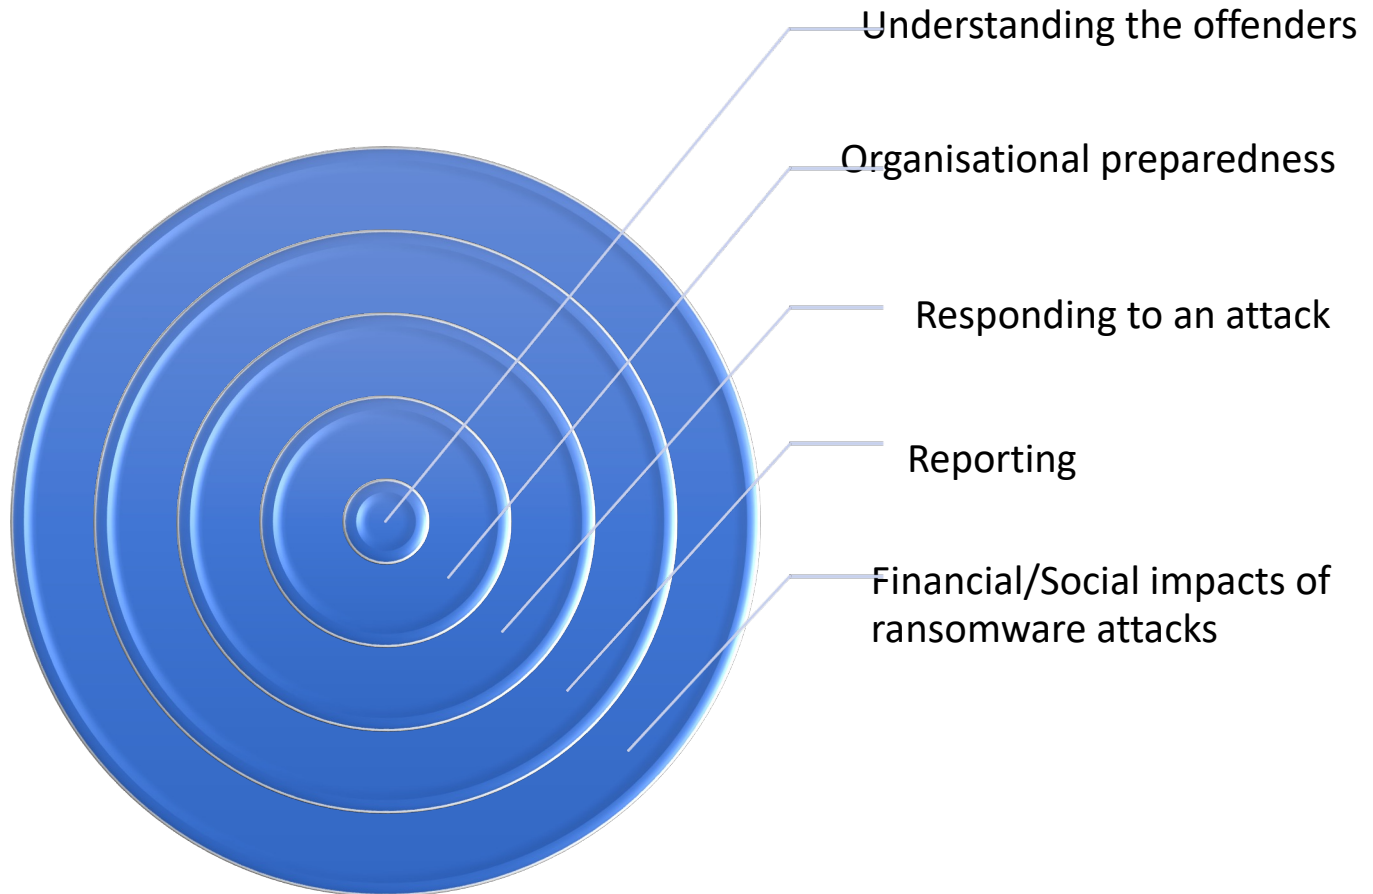 Understanding the offenders
Organisational preparedness
Responding to an attack
Reporting
Financial/Social impacts of
ransomware attacks